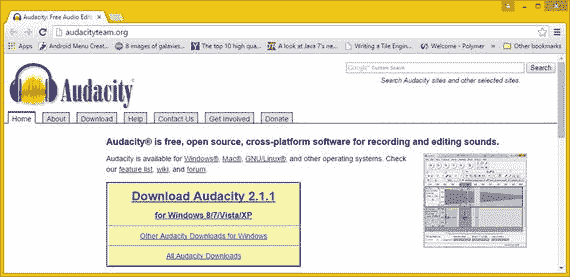 Audacity: Free Audio Edit
audacityteam.org
Apps Android Menu Creat... 8 images of galaxies... The top 10 high qua... A look at Java 7's new... Writing a Tile Engin... Welcome - Polymer » Other bookmarks
Google™ Custom Search Search
Search Audacity sites and other selected sites.
Audacity®
Home About Download Help Contact Us Get Involved Donate
Audacity® is free, open source, cross-platform software for recording and editing sounds.
Audacity is available for Windows®, Mac®, GNU/Linux®, and other operating systems. Check
our feature list, wiki, and forum.
Download Audacity 2.1.1
for Windows 8/7/Vista/XP
Other Audacity Downloads for Windows
All Audacity Downloads